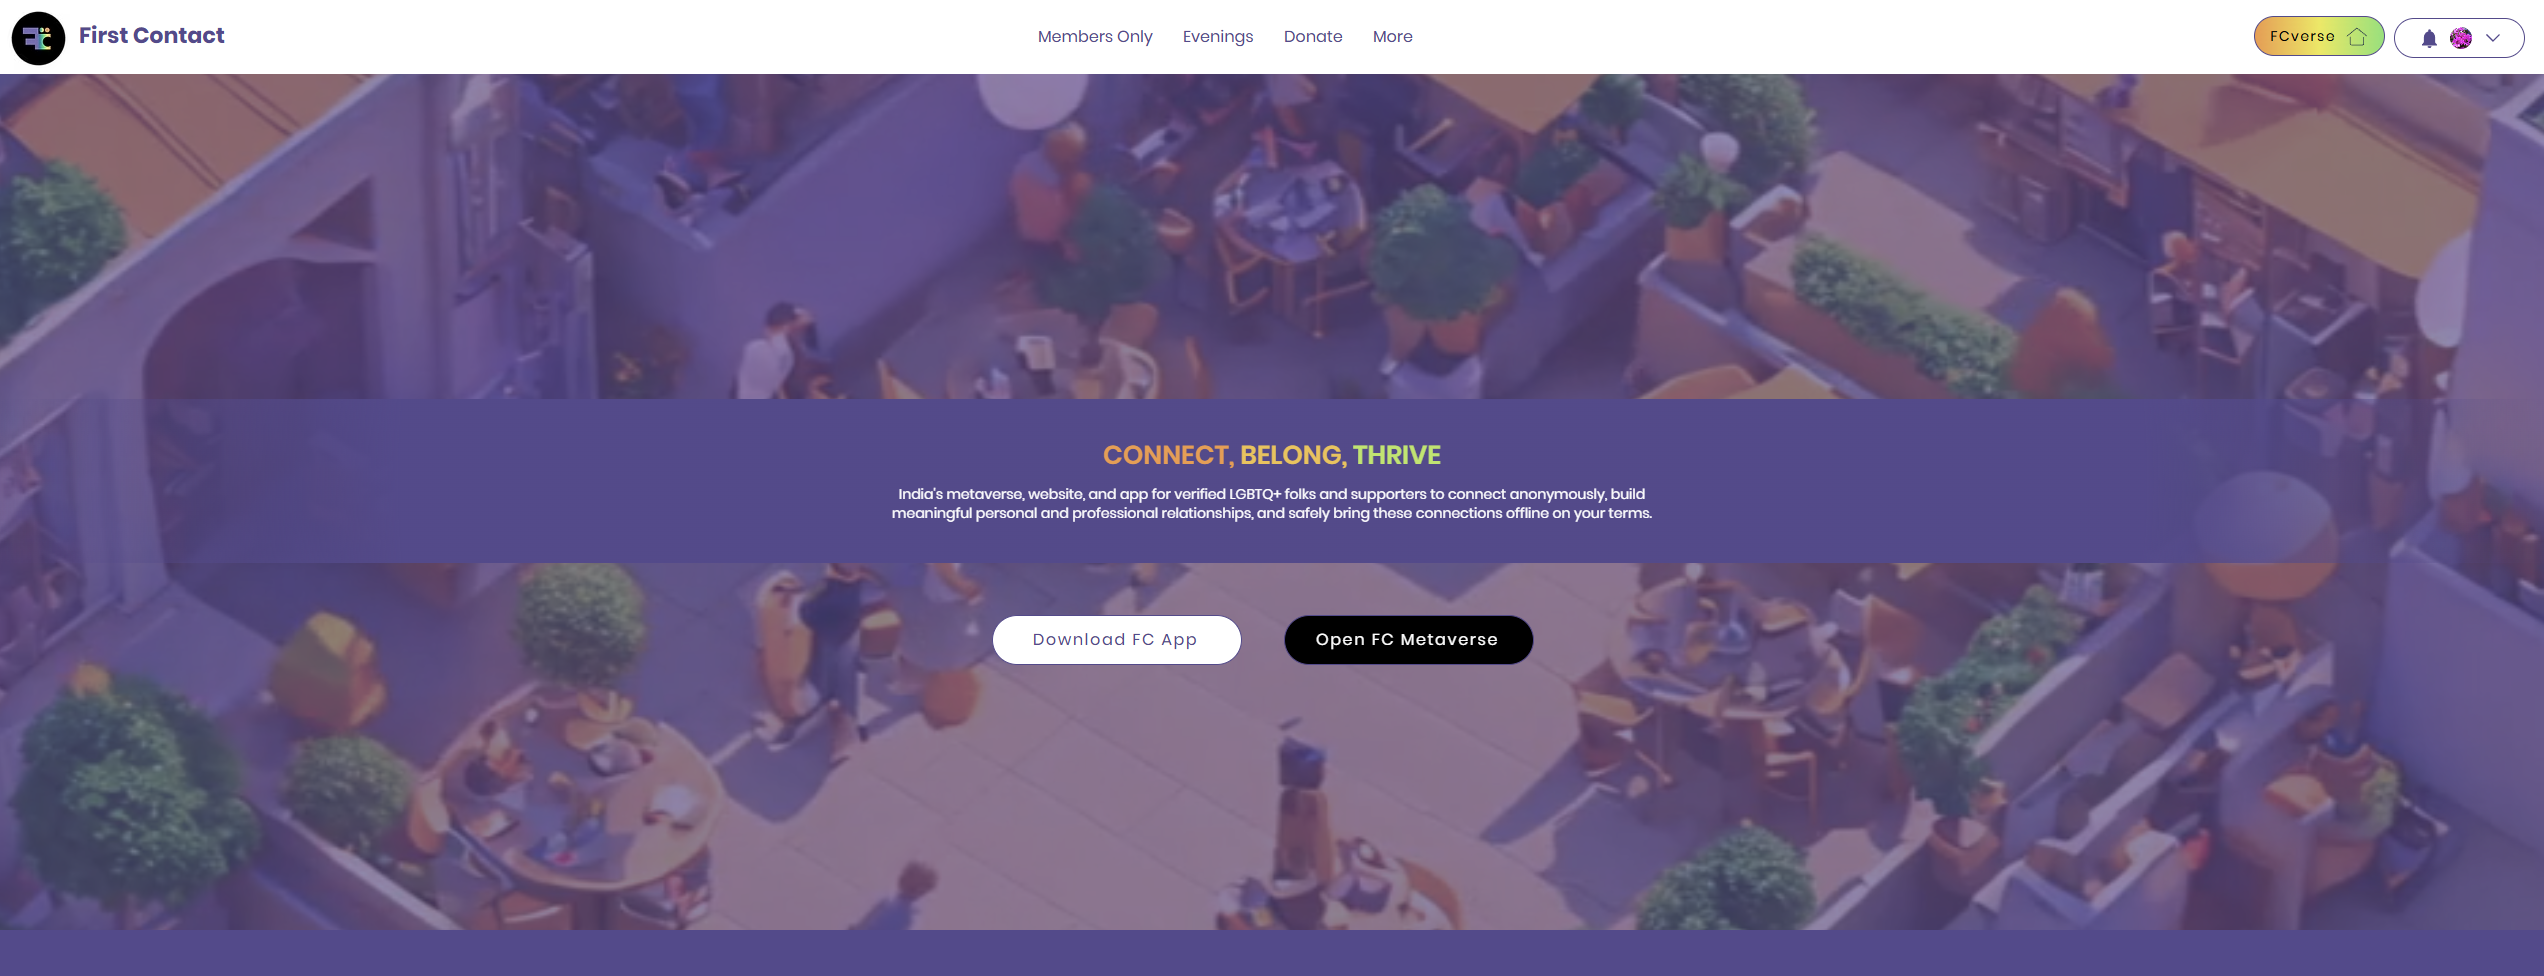 First Contact
Members Only
Evenings
Donate
More
FCverse
CONNECT, BELONG, THRIVE
India's metaverse, website, and app for verified LGBTQ+ folks and supporters to connect anonymously, build
meaningful personal and professional relationships, and safely bring these connections offline on your terms.
Download FC App
Open FC Metaverse